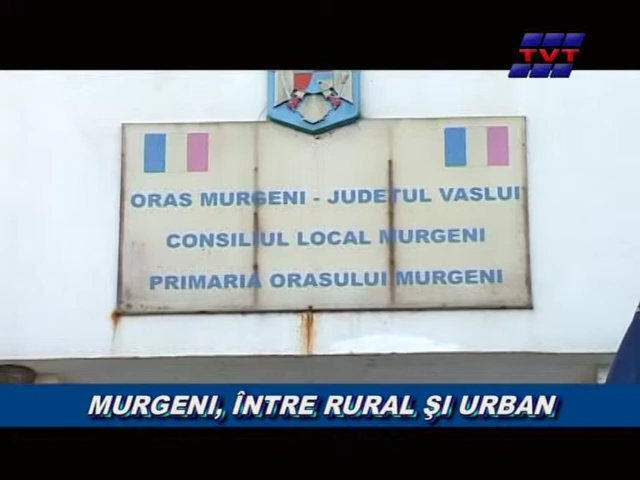 TVT
ORAS MURGENI - JUDETUL VASLUI
CONSILIUL LOCAL MURGENI
PRIMARIA ORASULUI MURGENI
MURGENI, ÎNTRE RURAL ŞI URBAN